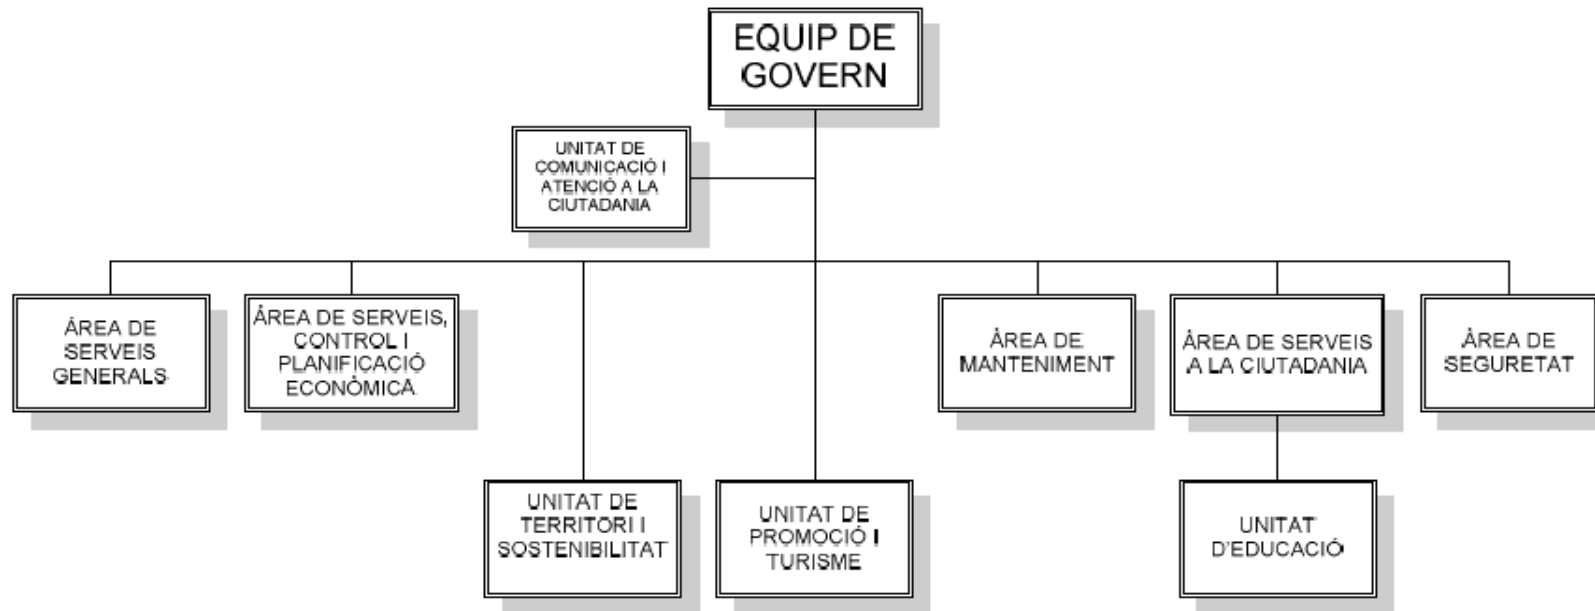 EQUIP DE
GOVERN
UNITAT DE
COMUNICACIÓ I
ATENCIÓ A LA
CIUTADANIA
ÀREA DE
SERVEIS
GENERALS
ÀREA DE SERVEIS,
CONTROL I
PLANIFICACIÓ
ECONÒMICA
ÀREA DE
MANTENIMENT
ÀREA DE SERVEIS
A LA CIUTADANIA
ÀREA DE
SEGURETAT
UNITAT DE
TERRITORI I
SOSTENIBILITAT
UNITAT DE
PROMOCIÓ I
TURISME
UNITAT
D'EDUCACIÓ